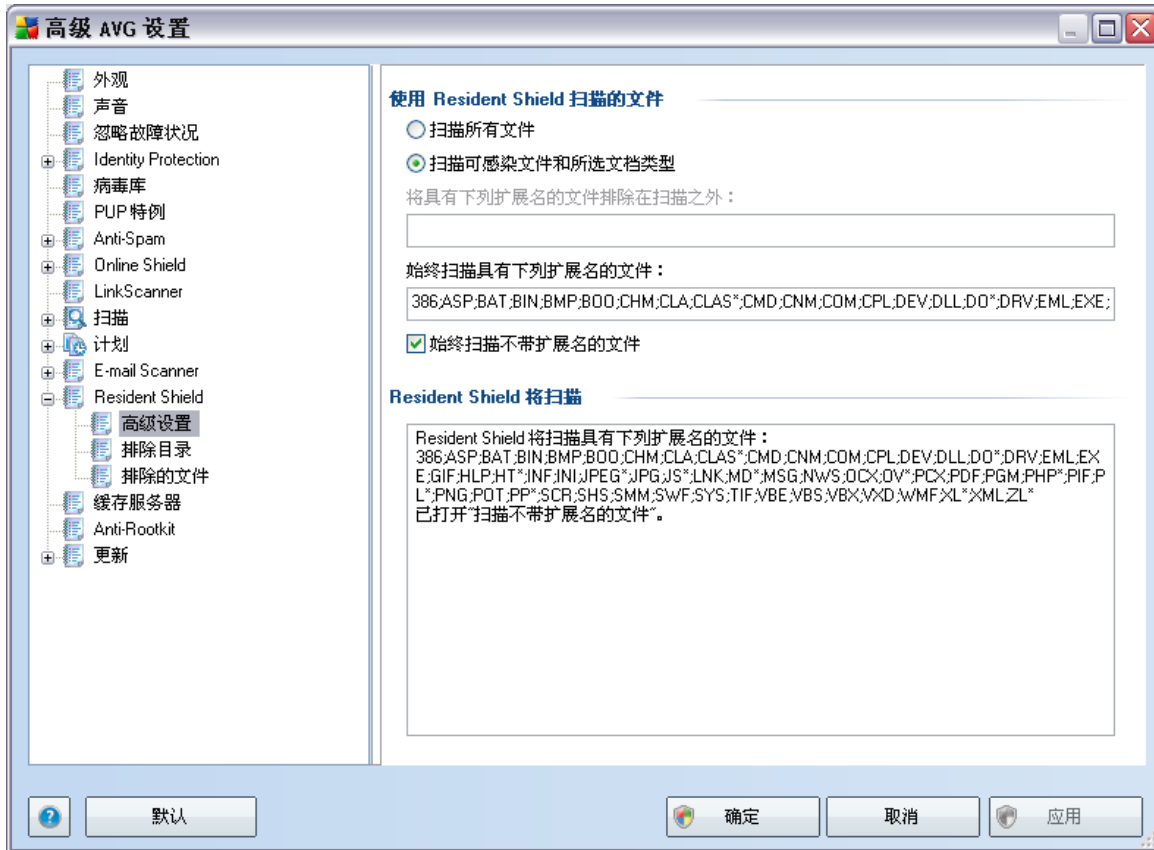 高级 AVG 设置
外观
声音
忽略故障状况
Identity Protection
病毒库
PUP 特例
Anti-Spam
Online Shield
LinkScanner
扫描
计划
E-mail Scanner
Resident Shield
高级设置
排除目录
排除的文件
缓存服务器
Anti-Rootkit
更新
使用 Resident Shield 扫描的文件
扫描所有文件
扫描可感染文件和所选文档类型
将具有下列扩展名的文件排除在扫描之外：
始终扫描具有下列扩展名的文件：
386;ASP;BAT;BIN;BMP;BOO;CHM;CLA;CLAS*;CMD;CNM;COM;CPL;DEV;DLL;DO*;DRV;EML;EXE;
始终扫描不带扩展名的文件
Resident Shield 将扫描
Resident Shield 将扫描具有下列扩展名的文件：
386;ASP;BAT;BIN;BMP;BOO;CHM;CLA;CLAS*;CMD;CNM;COM;CPL;DEV;DLL;DO*;DRV;EML;EX
E;GIF;HLP;HT*;INF;INI;JPEG*;JPG;JS*;LNK;MD*;MSG;NWS;OCX;OV*;PCX;PDF;PGM;PHP*;PIF;P
L*;PNG;POT;PP*;SCR;SHS;SMM;SWF;SYS;TIF;VBE;VBS;VBX;VXD;WMF;XL*;XML;ZL*
已打开"扫描不带扩展名的文件"。
默认
确定
取消
应用